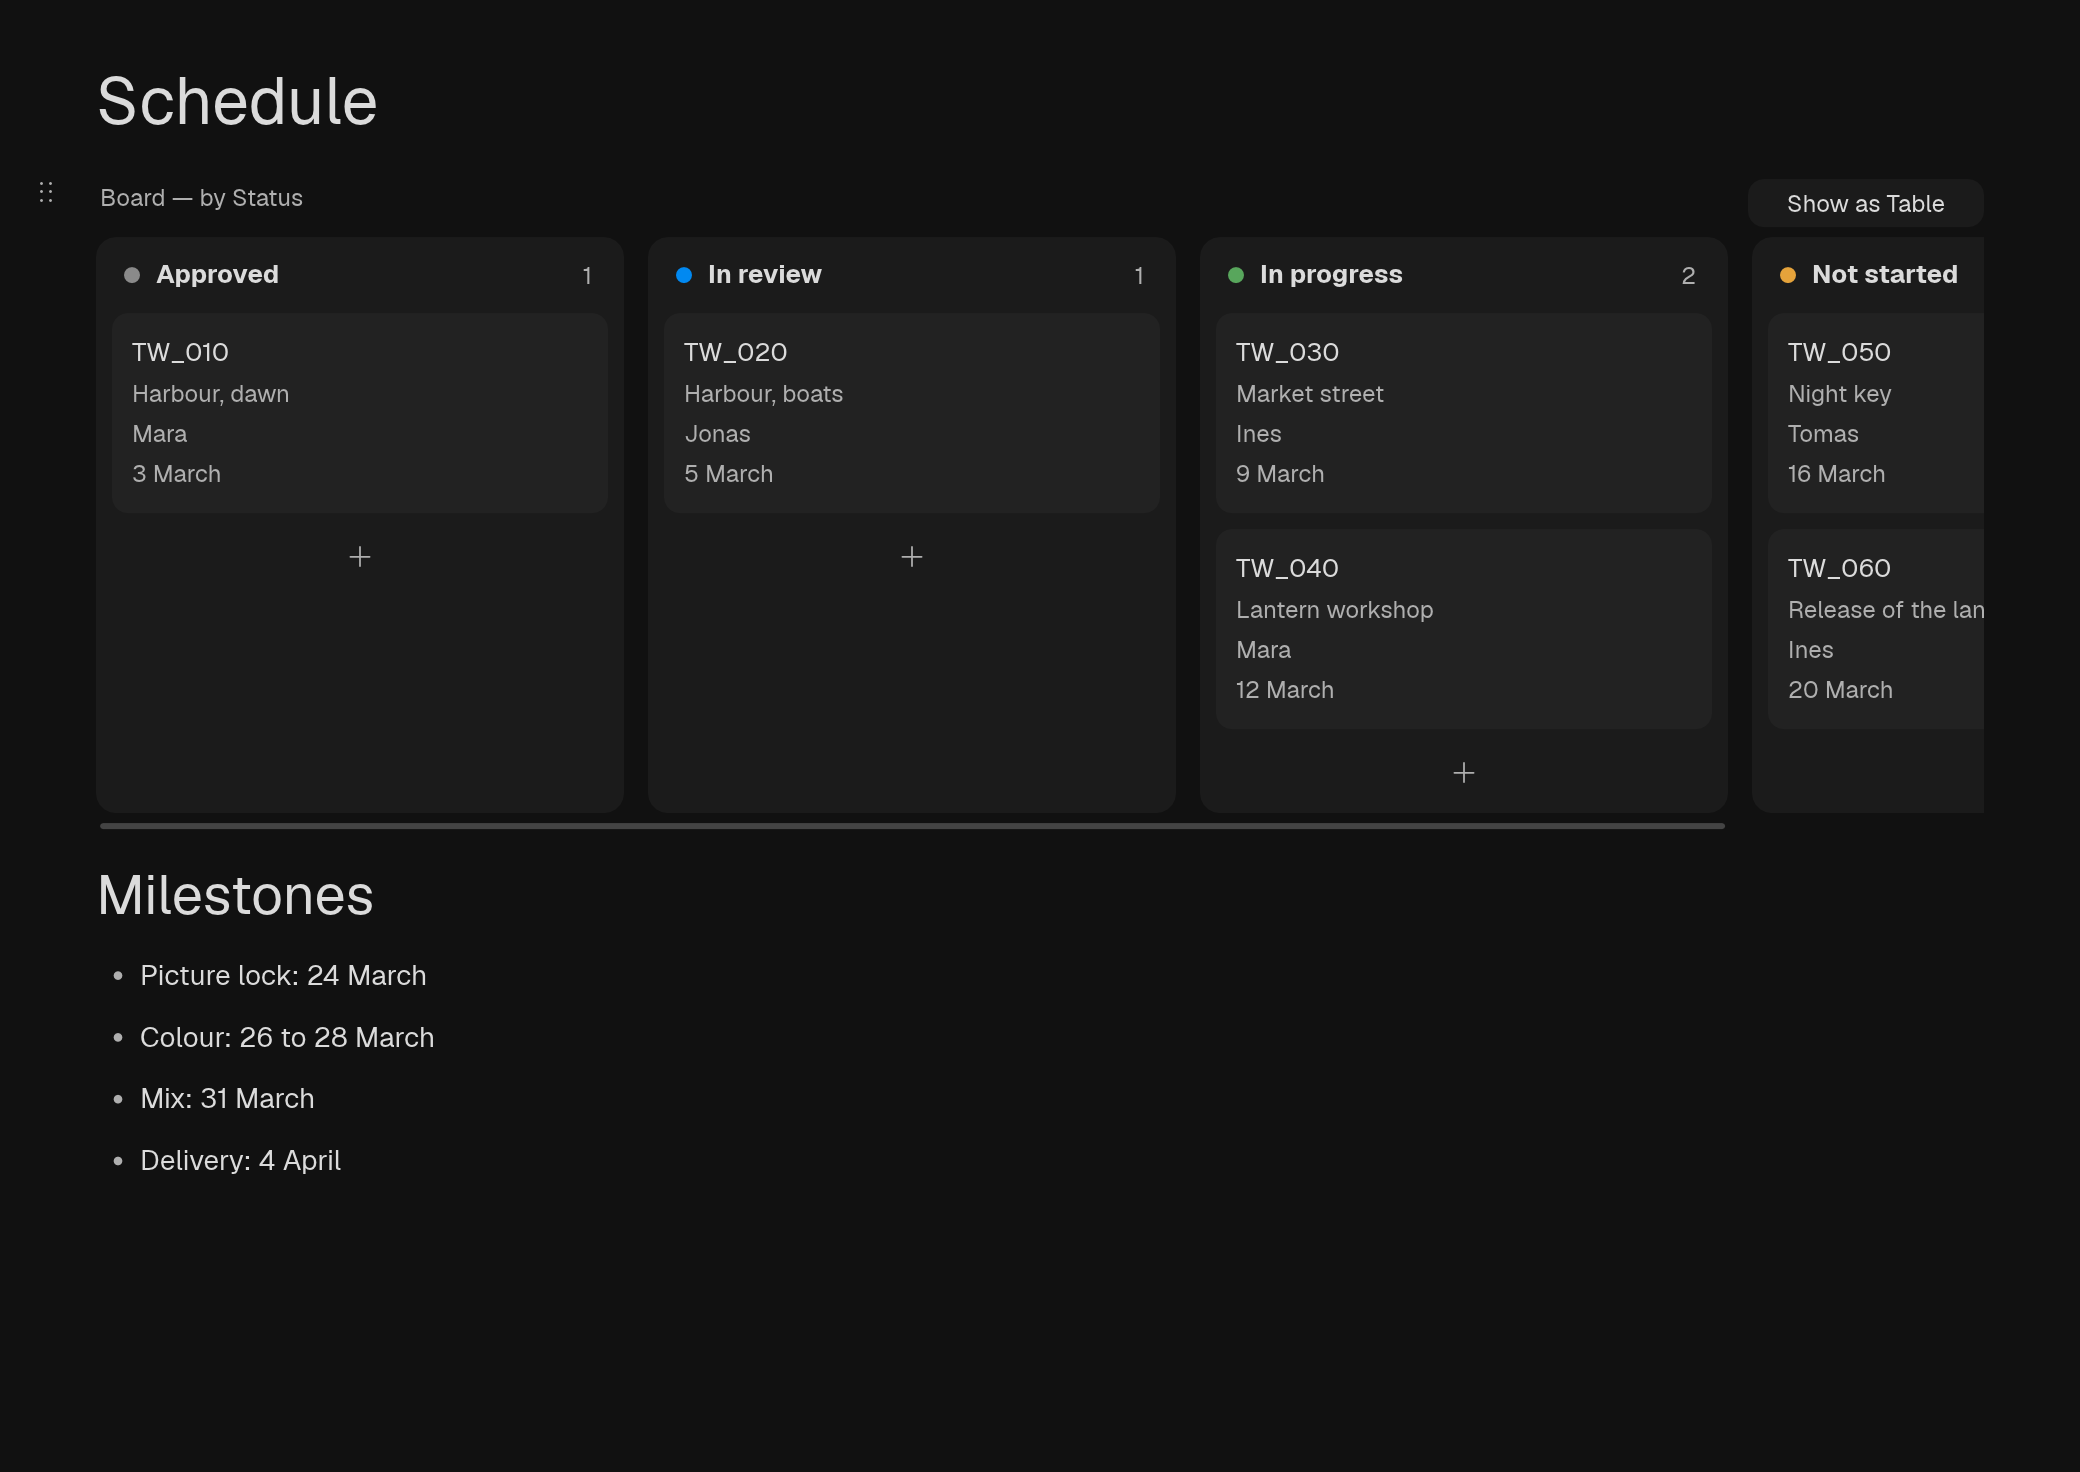 Schedule
Board — by Status
Show as Table
Approved 1
TW_010
Harbour, dawn
Mara
3 March
In review 1
TW_020
Harbour, boats
Jonas
5 March
In progress 2
TW_030
Market street
Ines
9 March
TW_040
Lantern workshop
Mara
12 March
Not started
TW_050
Night key
Tomas
16 March
TW_060
Release of the lan
Ines
20 March
Milestones
• Picture lock: 24 March
• Colour: 26 to 28 March
• Mix: 31 March
• Delivery: 4 April